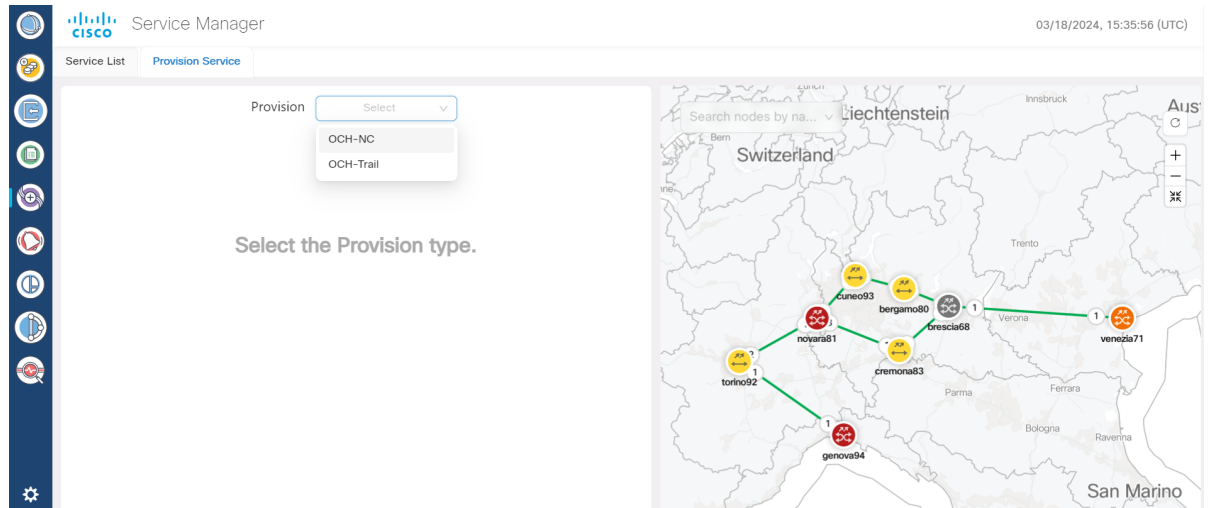 CISCO
Service Manager
03/18/2024, 15:35:56 (UTC)
Service List
Provision Service
Provision
Select
OCH-NC
OCH-Trail
Select the Provision type.
Search nodes by na...
Liechtenstein
Innsbruck
Bern
Switzerland
Trento
cuneo93
bergamo80
brescia68
1
Verona
1
venezia71
novara81
cremona83
torino92
1
Parma
Ferrara
1
genova94
Bologna
Ravenna
San Marino